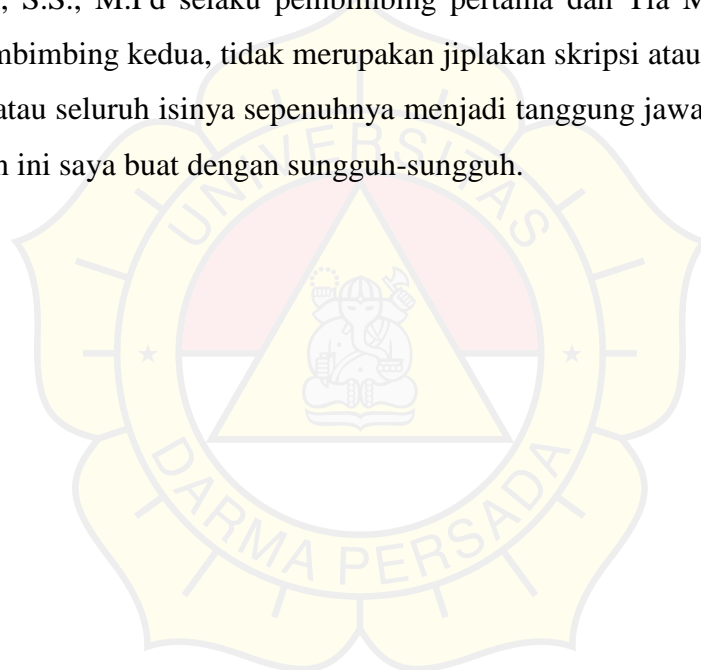 , S.S., M.Pd selaku pembimbing pertama dan Tia M
mbimbing kedua, tidak merupakan jiplakan skripsi atau
atau seluruh isinya sepenuhnya menjadi tanggung jawa
n ini saya buat dengan sungguh-sungguh.
UNIVERSITAS
DARMA PERSADA